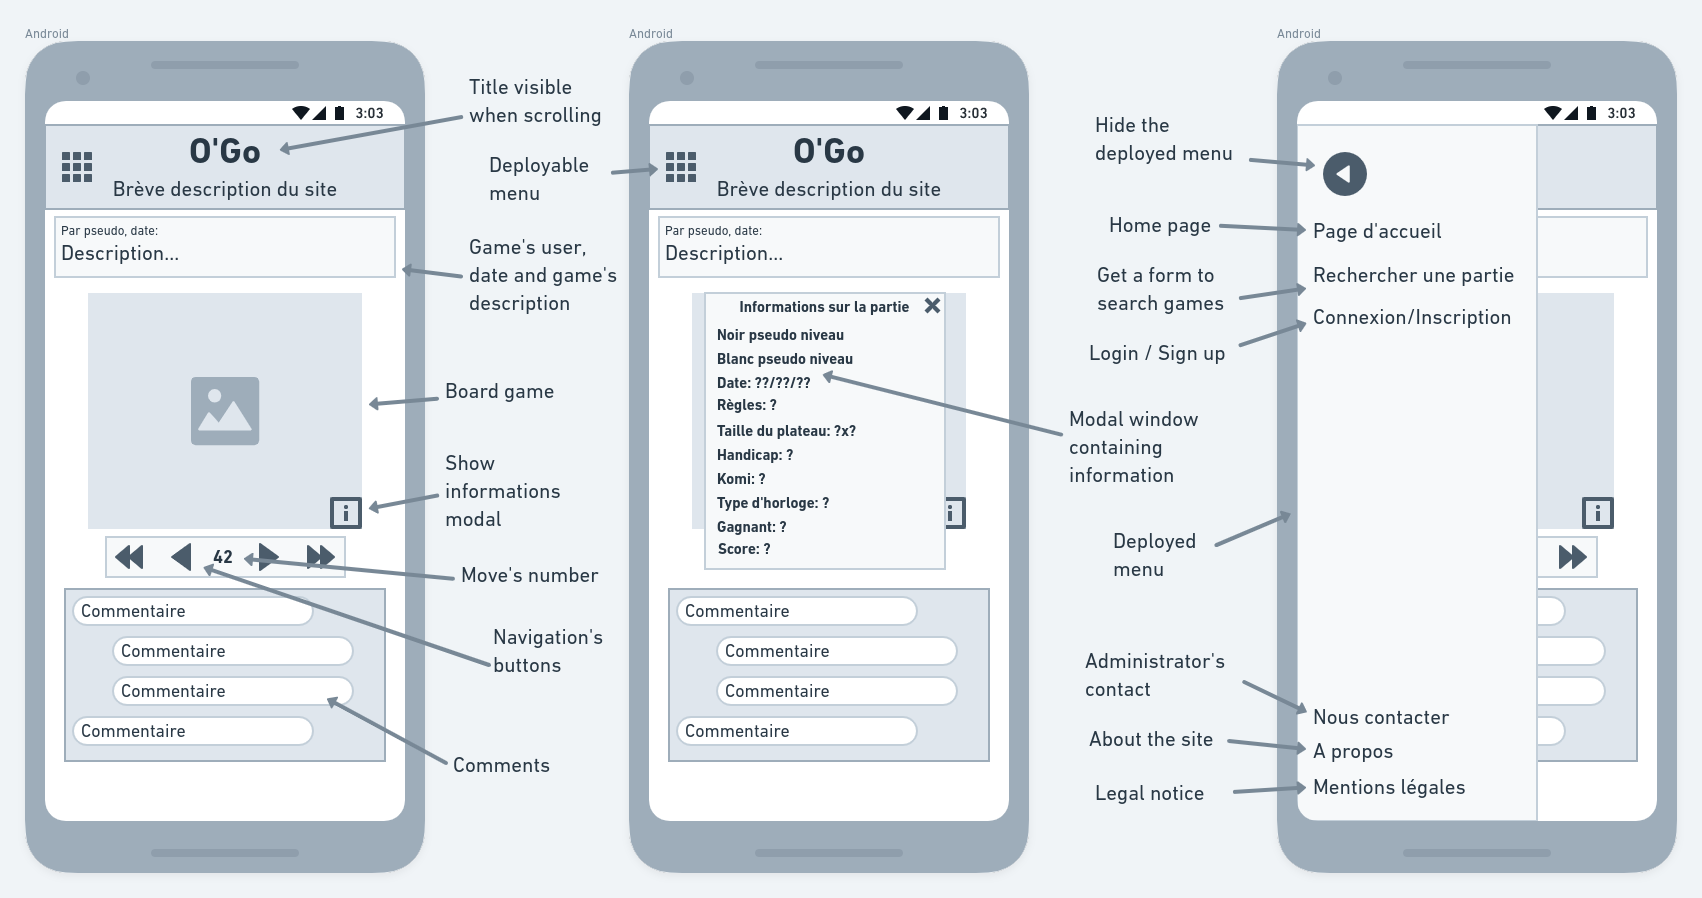 Android
3:03
O'Go
Brève description du site
Par pseudo, date:
Description...
42
Commentaire
Commentaire
Commentaire
Commentaire
Title visible
when scrolling
Deployable
menu
Game's user,
date and game's
description
Board game
Show
informations
modal
Move's number
Navigation's
buttons
Comments
Android
3:03
O'Go
Brève description du site
Par pseudo, date:
Description...
Informations sur la partie
Noir pseudo niveau
Blanc pseudo niveau
Date: ??/??/??
Règles: ?
Taille du plateau: ?x?
Handicap: ?
Komi: ?
Type d'horloge: ?
Gagnant: ?
Score: ?
Commentaire
Commentaire
Commentaire
Commentaire
Hide the
deployed menu
Home page
Get a form to
search games
Login / Sign up
Modal window
containing
information
Deployed
menu
Administrator's
contact
About the site
Legal notice
Android
3:03
Page d'accueil
Rechercher une partie
Connexion/Inscription
Nous contacter
A propos
Mentions légales